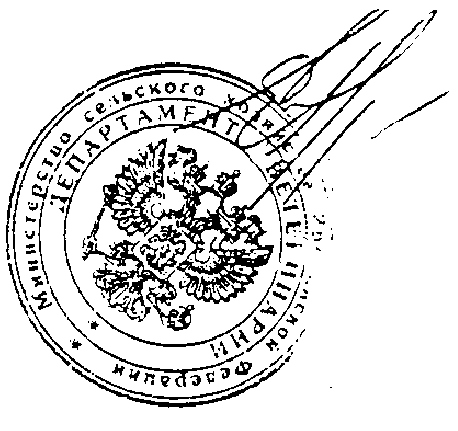 Министерство сельского
Федерации *
ДЕПАРТАМЕНТ ВЕТЕРИНАРИИ *